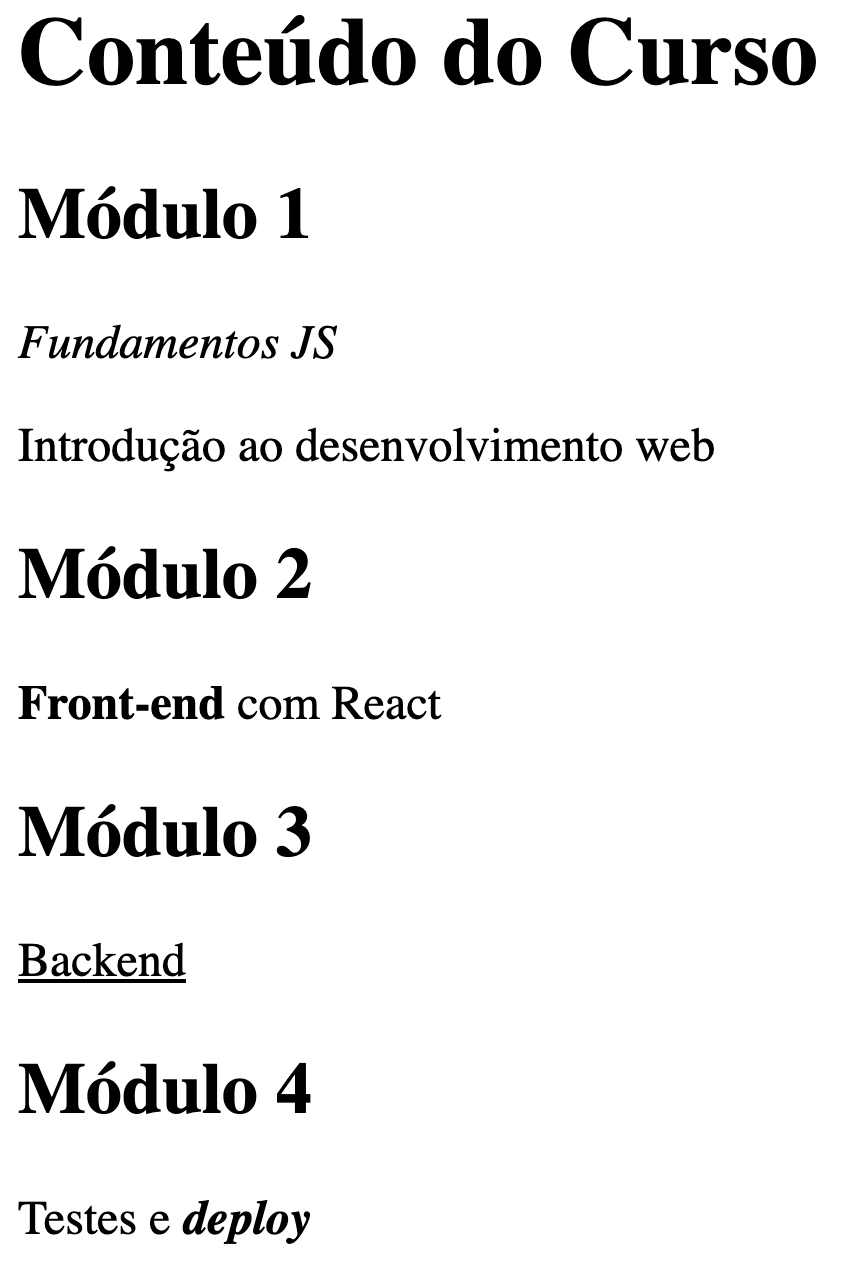 Conteúdo do Curso
Módulo 1
Fundamentos JS
Introdução ao desenvolvimento web
Módulo 2
Front-end com React
Módulo 3
Backend
Módulo 4
Testes e deploy